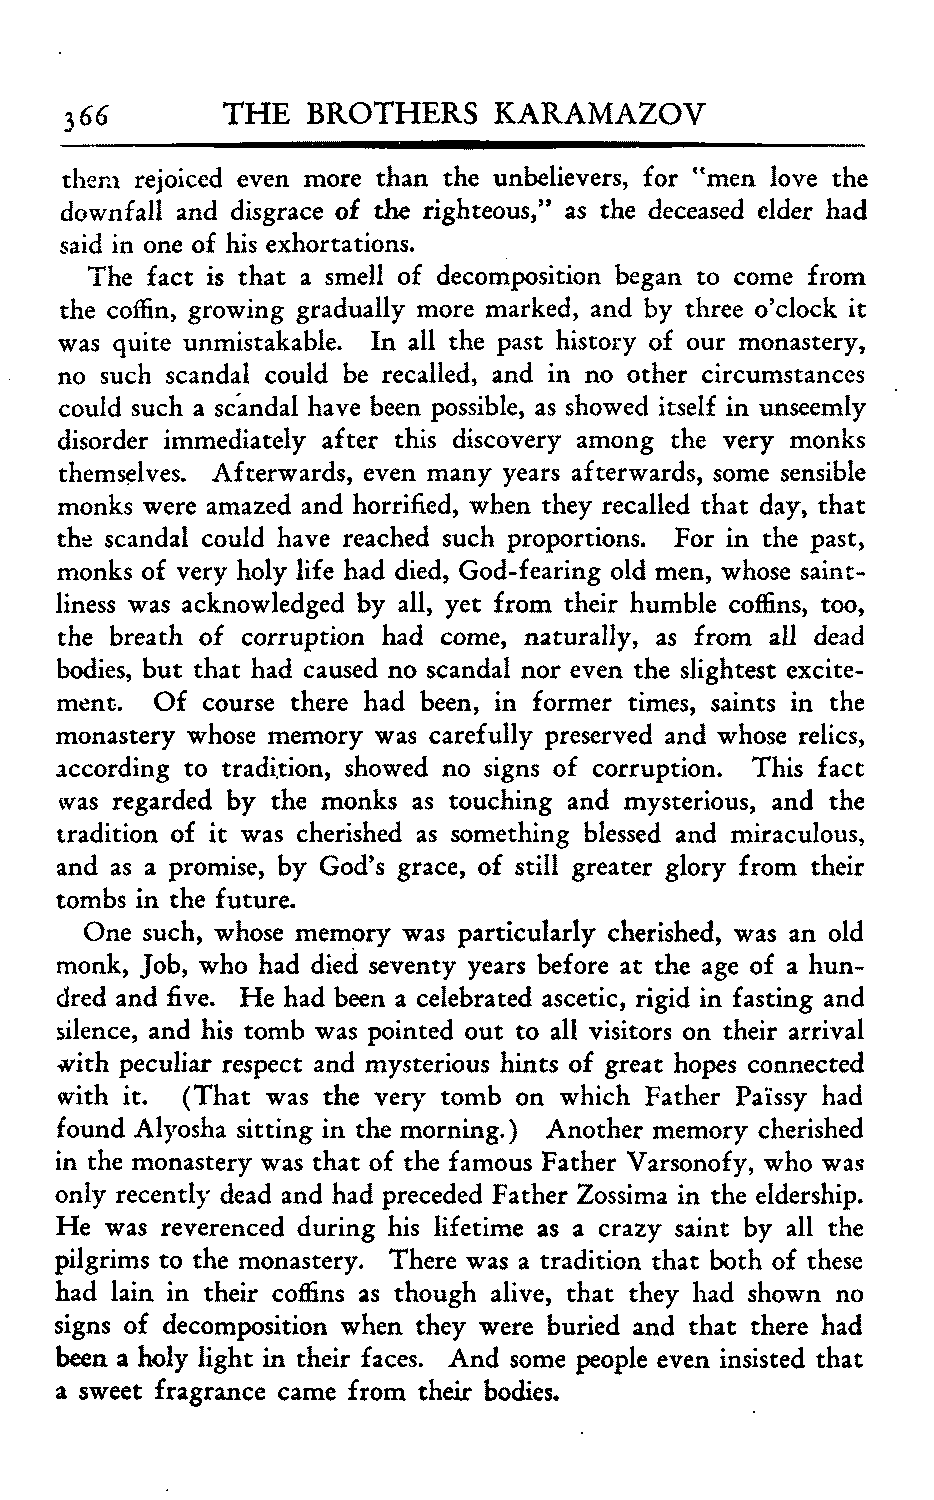 366 THE BROTHERS KARAMAZOV
them rejoiced even more than the unbelievers, for "men love the
downfall and disgrace of the righteous," as the deceased elder had
said in one of his exhortations.
The fact is that a smell of decomposition began to come from
the coffin, growing gradually more marked, and by three o'clock it
was quite unmistakable. In all the past history of our monastery,
no such scandal could be recalled, and in no other circumstances
could such a scandal have been possible, as showed itself in unseemly
disorder immediately after this discovery among the very monks
themselves. Afterwards, even many years afterwards, some sensible
monks were amazed and horrified, when they recalled that day, that
the scandal could have reached such proportions. For in the past,
monks of very holy life had died, God-fearing old men, whose saint-
liness was acknowledged by all, yet from their humble coffins, too,
the breath of corruption had come, naturally, as from all dead
bodies, but that had caused no scandal nor even the slightest excite-
ment. Of course there had been, in former times, saints in the
monastery whose memory was carefully preserved and whose relics,
according to tradition, showed no signs of corruption. This fact
was regarded by the monks as touching and mysterious, and the
tradition of it was cherished as something blessed and miraculous,
and as a promise, by God's grace, of still greater glory from their
tombs in the future.
One such, whose memory was particularly cherished, was an old
monk, Job, who had died seventy years before at the age of a hun-
dred and five. He had been a celebrated ascetic, rigid in fasting and
silence, and his tomb was pointed out to all visitors on their arrival
with peculiar respect and mysterious hints of great hopes connected
with it. (That was the very tomb on which Father Païssy had
found Alyosha sitting in the morning.) Another memory cherished
in the monastery was that of the famous Father Varsonofy, who was
only recently dead and had preceded Father Zossima in the eldership.
He was reverenced during his lifetime as a crazy saint by all the
pilgrims to the monastery. There was a tradition that both of these
had lain in their coffins as though alive, that they had shown no
signs of decomposition when they were buried and that there had
been a holy light in their faces. And some people even insisted that
a sweet fragrance came from their bodies.